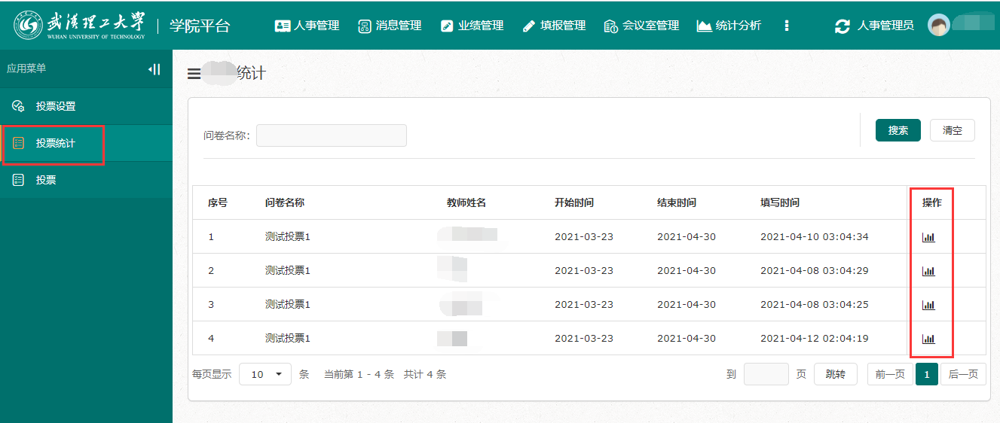 武汉理工大学 学院平台 人事管理 消息管理 业绩管理 填报管理 会议室管理 统计分析 人事管理员
WUHAN UNIVERSITY OF TECHNOLOGY
应用菜单
投票设置
投票统计
投票
统计
问卷名称: 搜索 清空
序号 问卷名称 教师姓名 开始时间 结束时间 填写时间 操作
1 测试投票1 2021-03-23 2021-04-30 2021-04-10 03:04:34
2 测试投票1 2021-03-23 2021-04-30 2021-04-08 03:04:29
3 测试投票1 2021-03-23 2021-04-30 2021-04-08 03:04:25
4 测试投票1 2021-03-23 2021-04-30 2021-04-12 02:04:19
每页显示 10 条 当前第 1 - 4 条 共计 4 条 到 页 跳转 前一页 1 后一页